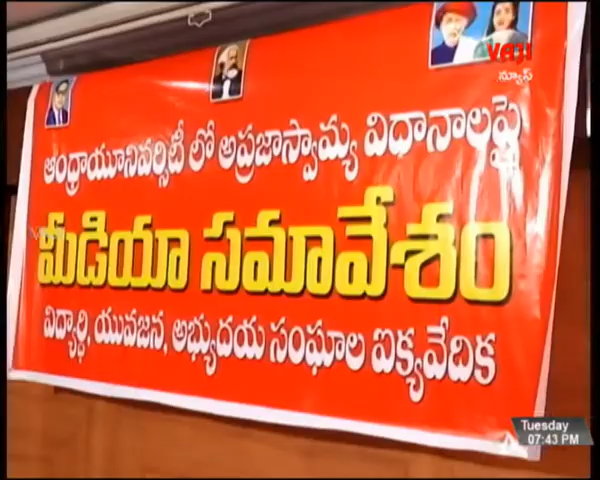 VAJI
న్యూస్
ఆంధ్రాయూనివర్సిటీ లో అప్రజాస్వామ్య విధానాలపై
మీడియా సమావేశం
విద్యార్థి, యువజన, అభ్యుదయ సంఘాల ఐక్యవేదిక
Tuesday
07:43 PM